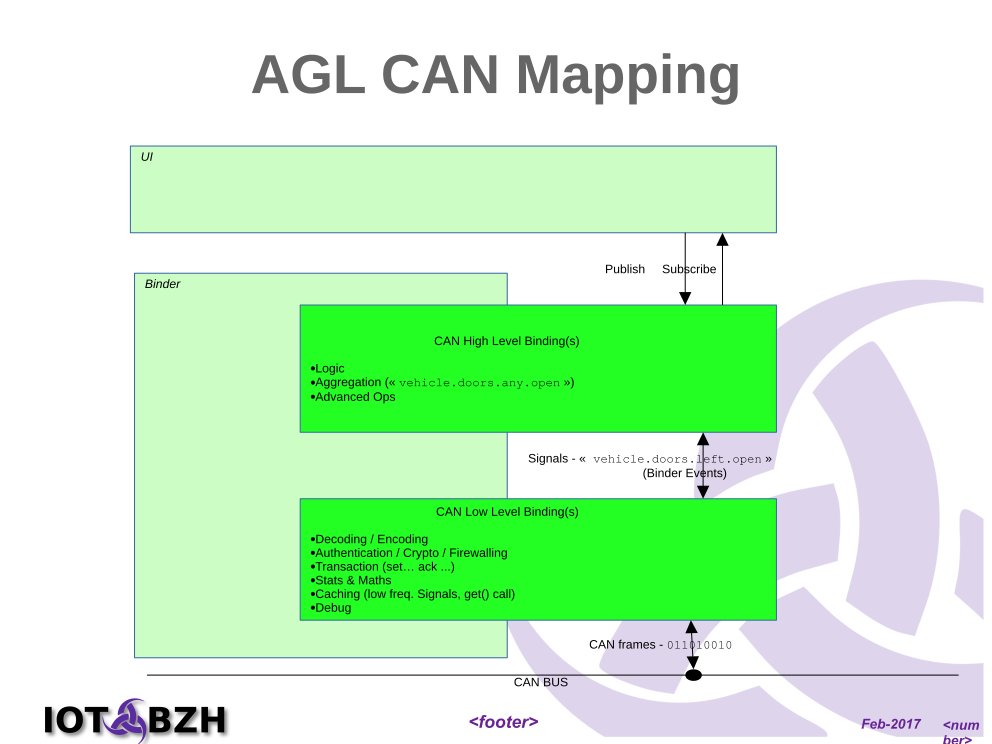 AGL CAN Mapping
UI
Publish Subscribe
Binder
CAN High Level Binding(s)
•Logic
•Aggregation (« vehicle.doors.any.open »)
•Advanced Ops
Signals - « vehicle.doors.left.open »
(Binder Events)
CAN Low Level Binding(s)
•Decoding / Encoding
•Authentication / Crypto / Firewalling
•Transaction (set… ack ...)
•Stats & Maths
•Caching (low freq. Signals, get() call)
•Debug
CAN frames - 011010010
CAN BUS
IOT BZH
<footer>
Feb-2017
<num
ber>